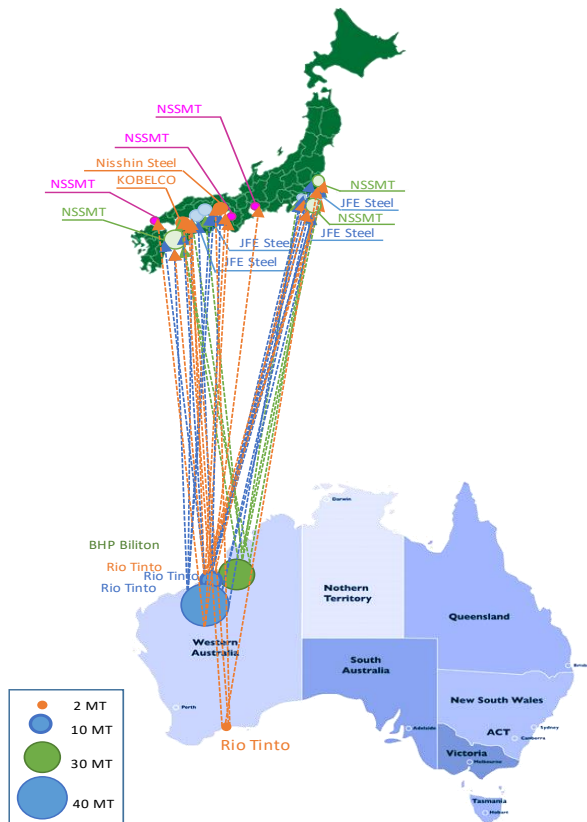 NSSMT
NSSMT
Nisshin Steel
NSSMT
KOBELCO
NSSMT
NSSMT
JFE Steel
NSSMT
JFE Steel
JFE Steel
JFE Steel
Darwin
BHP Biliton
Rio Tinto
Rio Tinto
Rio Tinto
Nothern
Territory
Queensland
Western
Australia
South
Australia
Brisb
New South Wales
Perth
Adelaide
Sydney
ACT
Canberra
Victoria
Melbourne
Rio Tinto
Tasmania
Hobart
2 MT
10 MT
30 MT
40 MT